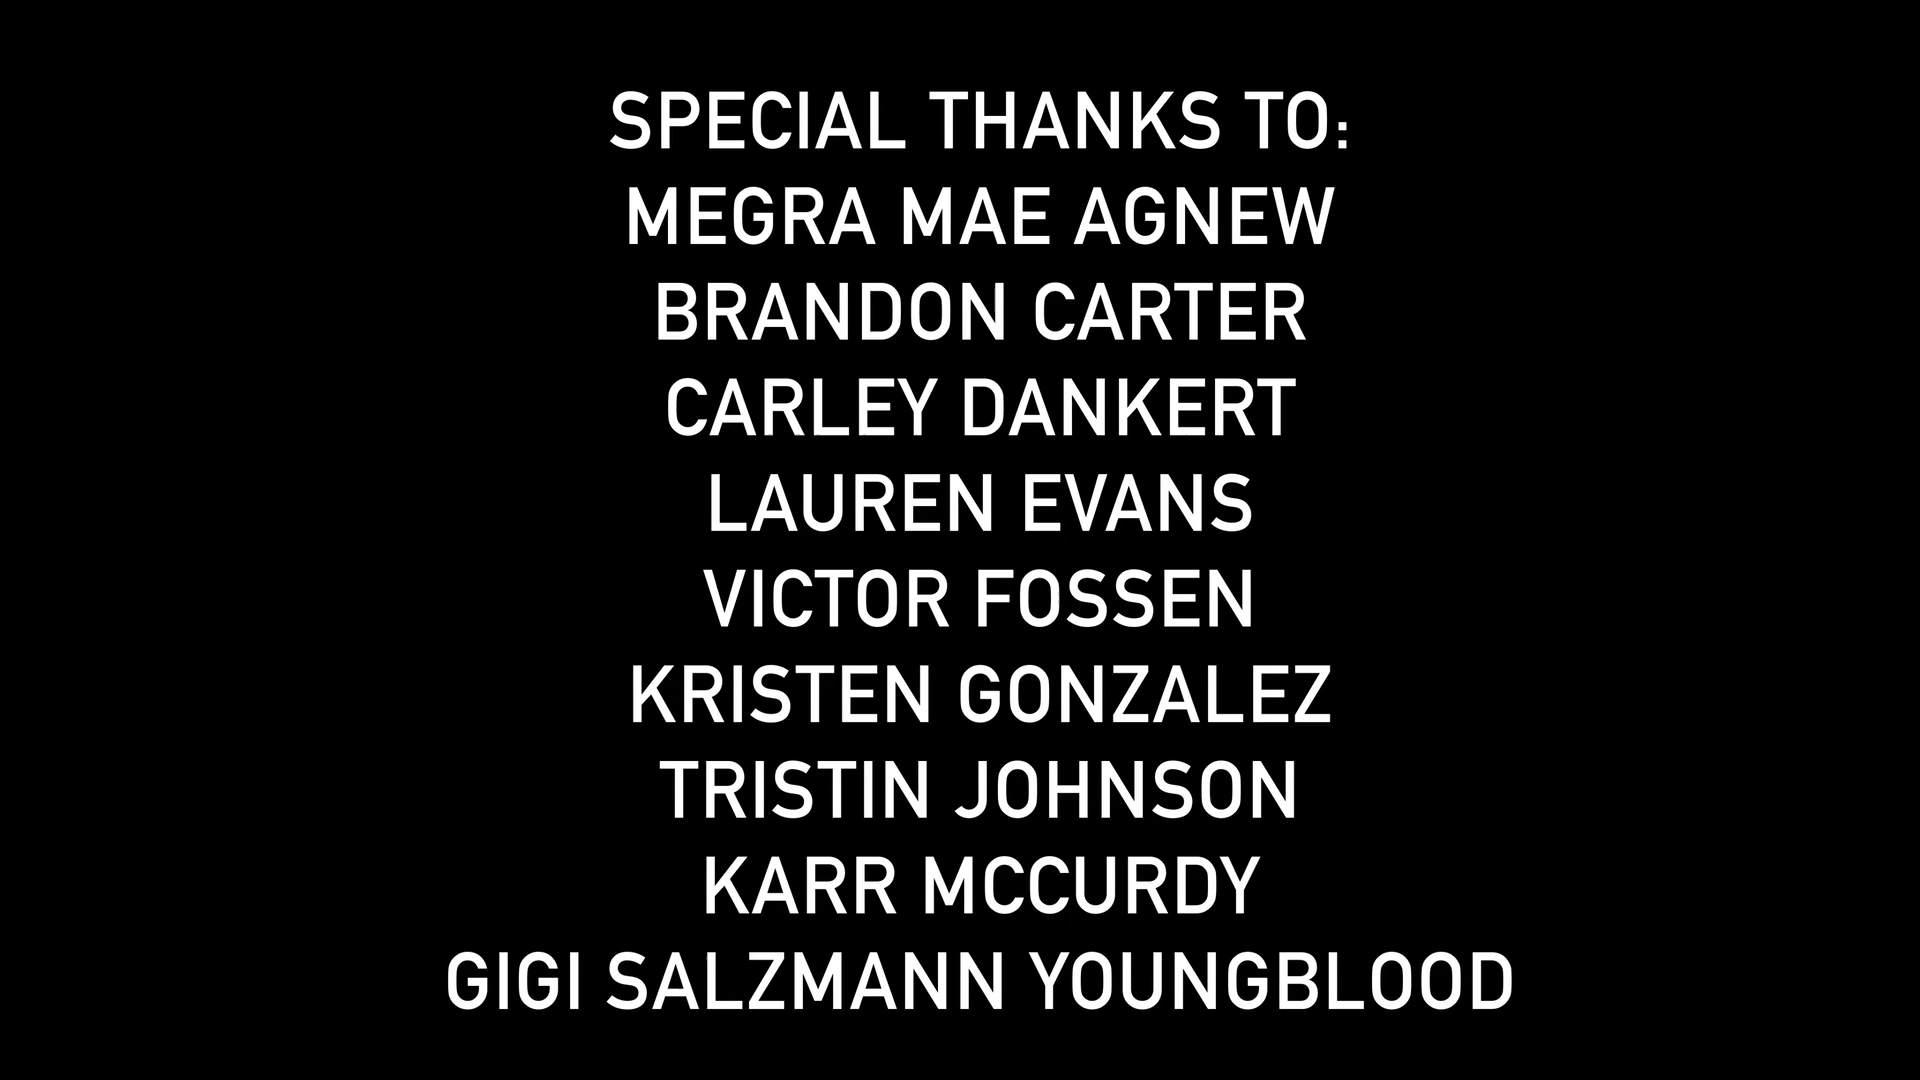 SPECIAL THANKS TO:
MEGRA MAE AGNEW
BRANDON CARTER
CARLEY DANKERT
LAUREN EVANS
VICTOR FOSSEN
KRISTEN GONZALEZ
TRISTIN JOHNSON
KARR MCCURDY
GIGI SALZMANN YOUNGBLOOD